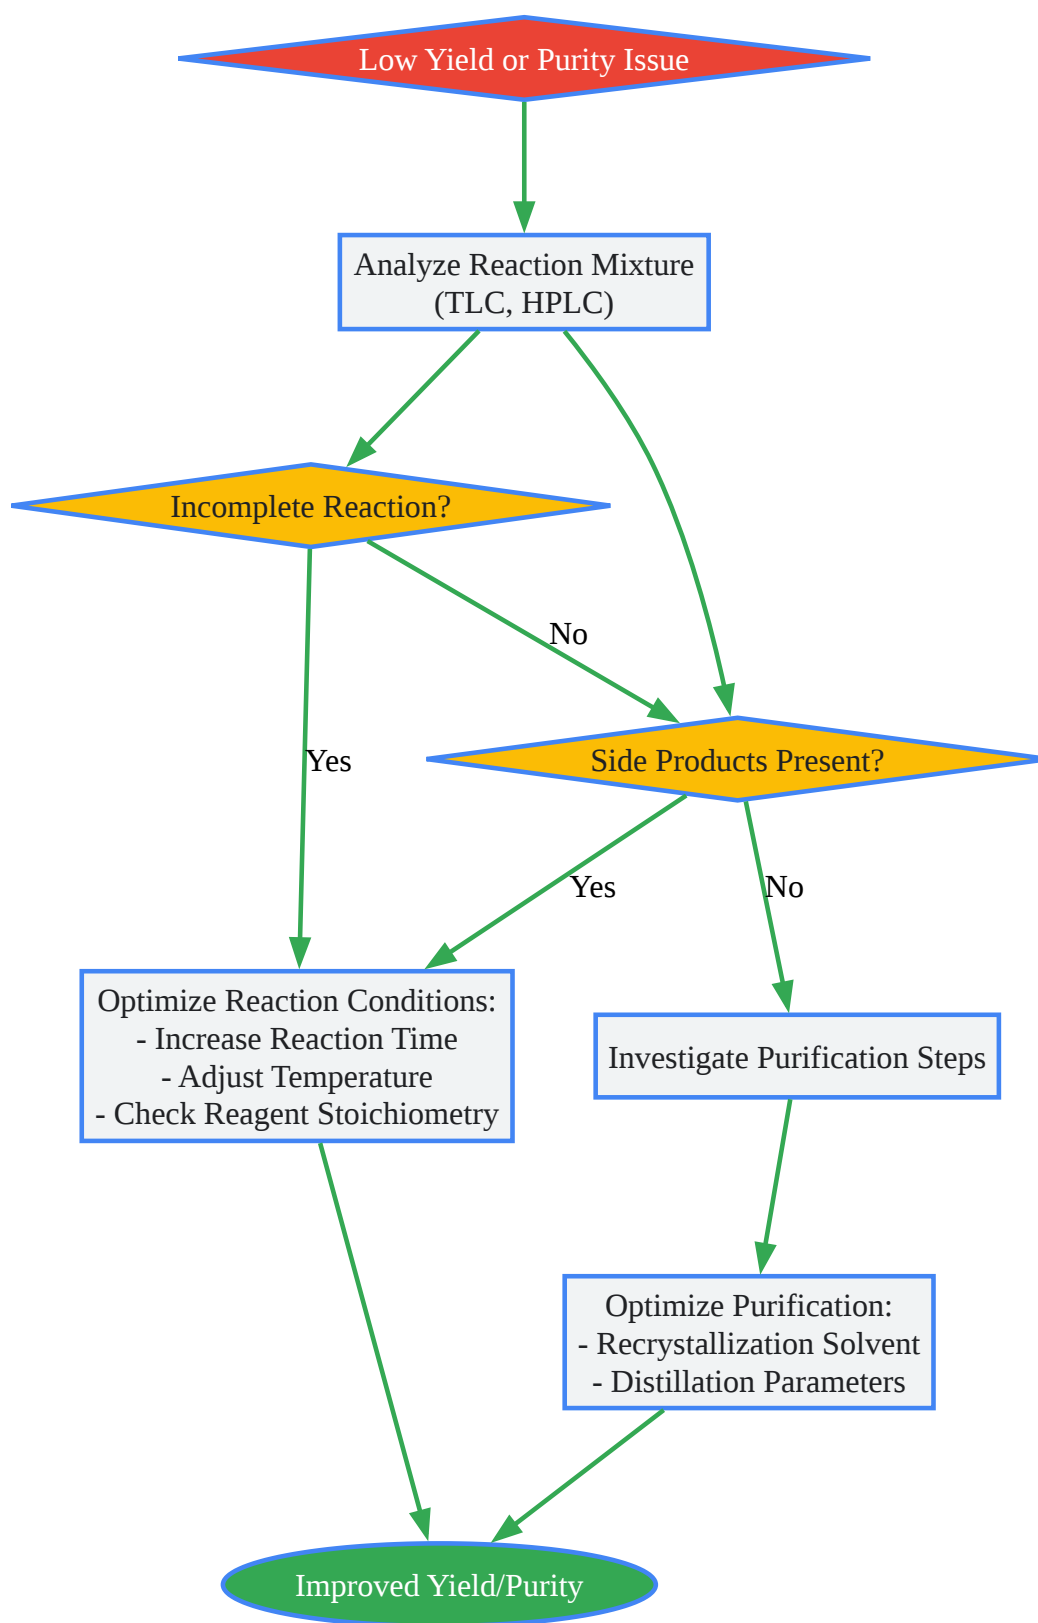 Low Yield or Purity Issue
Analyze Reaction Mixture
(TLC, HPLC)
Incomplete Reaction?
No
Yes
Side Products Present?
Yes
No
Optimize Reaction Conditions:
- Increase Reaction Time
- Adjust Temperature
- Check Reagent Stoichiometry
Investigate Purification Steps
Optimize Purification:
- Recrystallization Solvent
- Distillation Parameters
Improved Yield/Purity